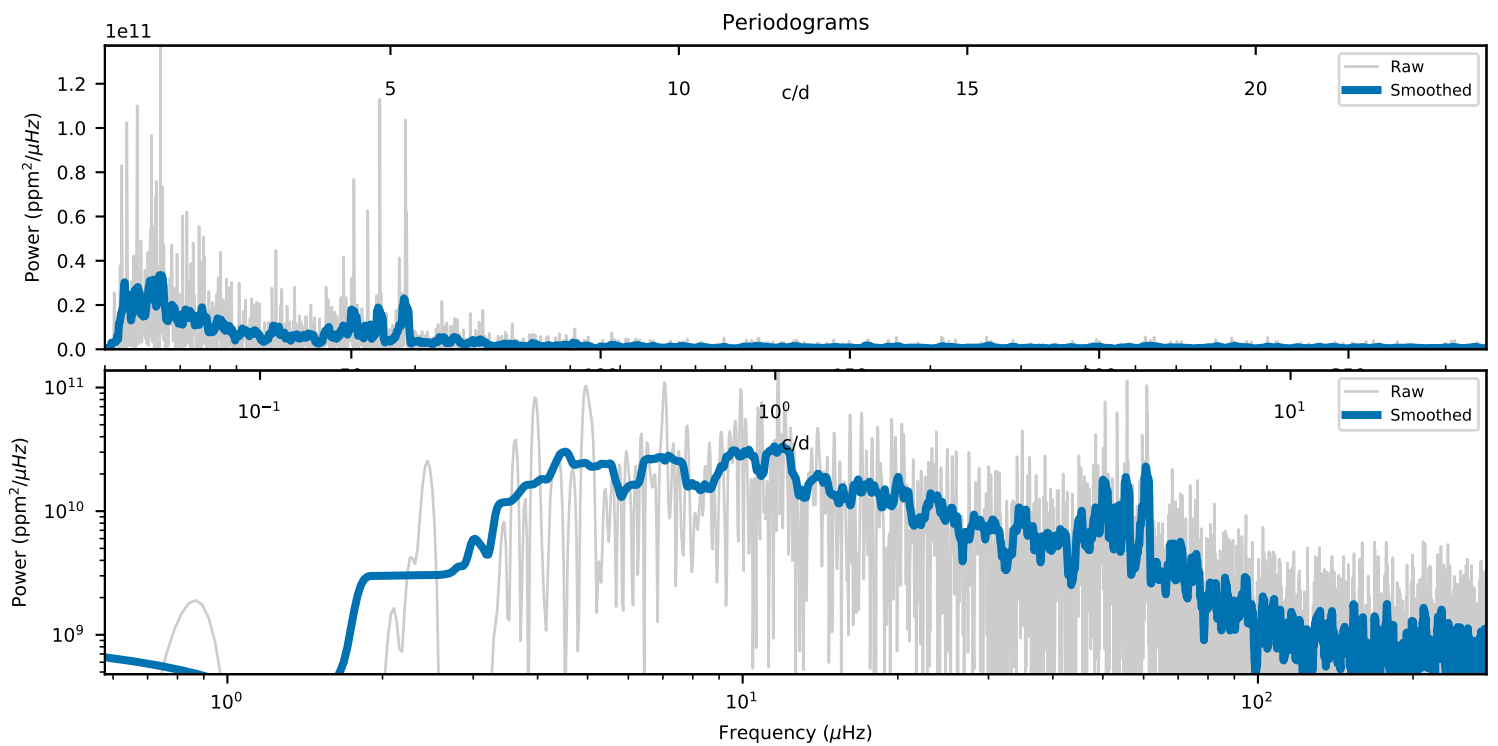 Periodograms
1e11
5 10 15 20
c/d
Raw
Smoothed
1.2
1.0
0.8
0.6
0.4
0.2
0.0
Power (ppm²/μHz)
10¹¹
10¹⁰
10⁹
Power (ppm²/μHz)
10⁻¹ 10⁰ 10¹
c/d
Raw
Smoothed
10⁰ 10¹ 10²
Frequency (μHz)